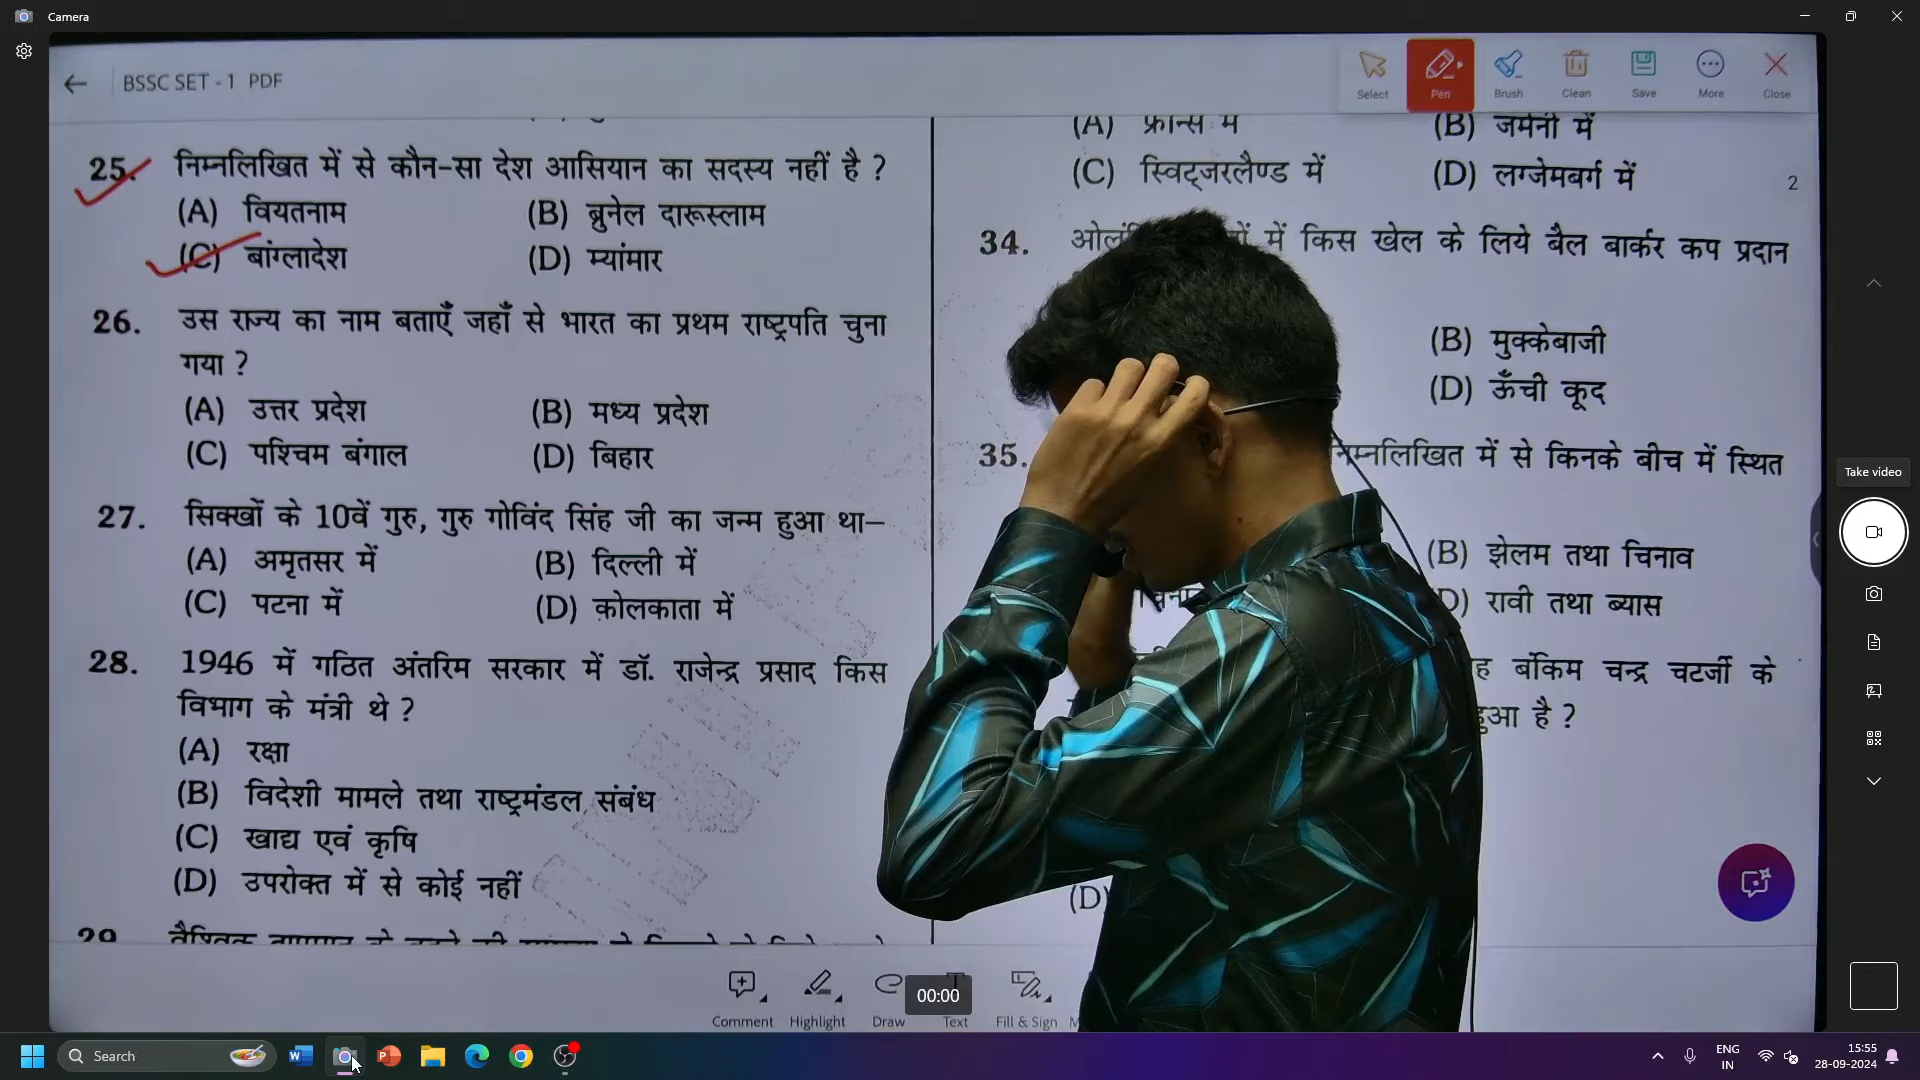 Camera
BSSC SET - 1 PDF
Select
Pen
Brush
Clean
Save
More
Close
25. निम्नलिखित में से कौन-सा देश आसियान का सदस्य नहीं है ?
(A) वियतनाम
(B) ब्रुनेल दारूस्लाम
(C) बांग्लादेश
(D) म्यांमार
26. उस राज्य का नाम बताएँ जहाँ से भारत का प्रथम राष्ट्रपति चुना
गया ?
(A) उत्तर प्रदेश
(B) मध्य प्रदेश
(C) पश्चिम बंगाल
(D) बिहार
27. सिक्खों के 10वें गुरु, गुरु गोविंद सिंह जी का जन्म हुआ था–
(A) अमृतसर में
(B) दिल्ली में
(C) पटना में
(D) कोलकाता में
28. 1946 में गठित अंतरिम सरकार में डॉ. राजेन्द्र प्रसाद किस
विभाग के मंत्री थे ?
(A) रक्षा
(B) विदेशी मामले तथा राष्ट्रमंडल संबंध
(C) खाद्य एवं कृषि
(D) उपरोक्त में से कोई नहीं
29
(A) फ्रान्स में
(B) जर्मनी में
(C) स्विट्जरलैण्ड में
(D) लग्जेमबर्ग में
2
34. में किस खेल के लिये बैल बार्कर कप प्रदान
(B) मुक्केबाजी
(D) ऊँची कूद
35. निम्नलिखित में से किनके बीच में स्थित
(B) झेलम तथा चिनाव
(D) रावी तथा ब्यास
बंकिम चन्द्र चटर्जी के
हुआ है ?
(D)
Take video
Comment
Highlight
Draw
Text
Fill & Sign
00:00
Search
ENG
IN
15:55
28-09-2024